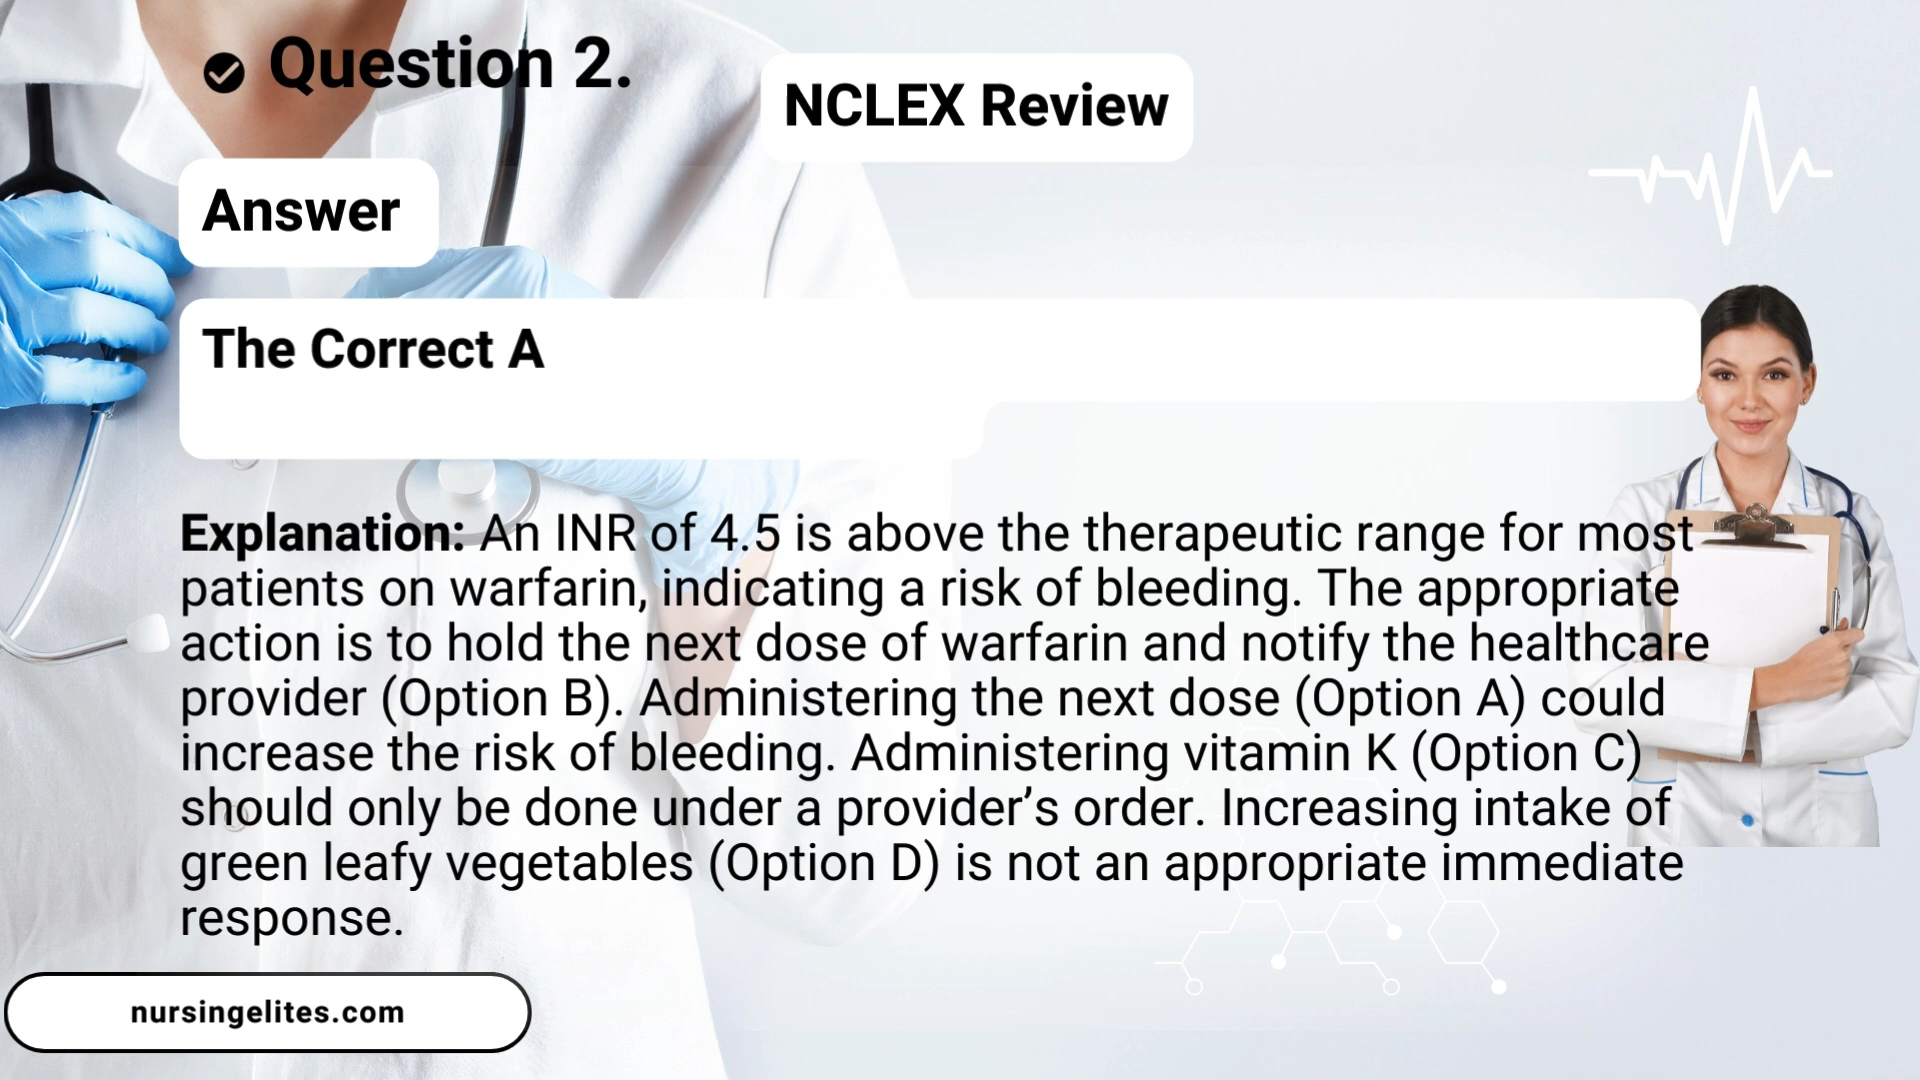 Question 2.
NCLEX Review
Answer
The Correct A
Explanation: An INR of 4.5 is above the therapeutic range for most
patients on warfarin, indicating a risk of bleeding. The appropriate
action is to hold the next dose of warfarin and notify the healthcare
provider (Option B). Administering the next dose (Option A) could
increase the risk of bleeding. Administering vitamin K (Option C)
should only be done under a provider’s order. Increasing intake of
green leafy vegetables (Option D) is not an appropriate immediate
response.
nursingelites.com